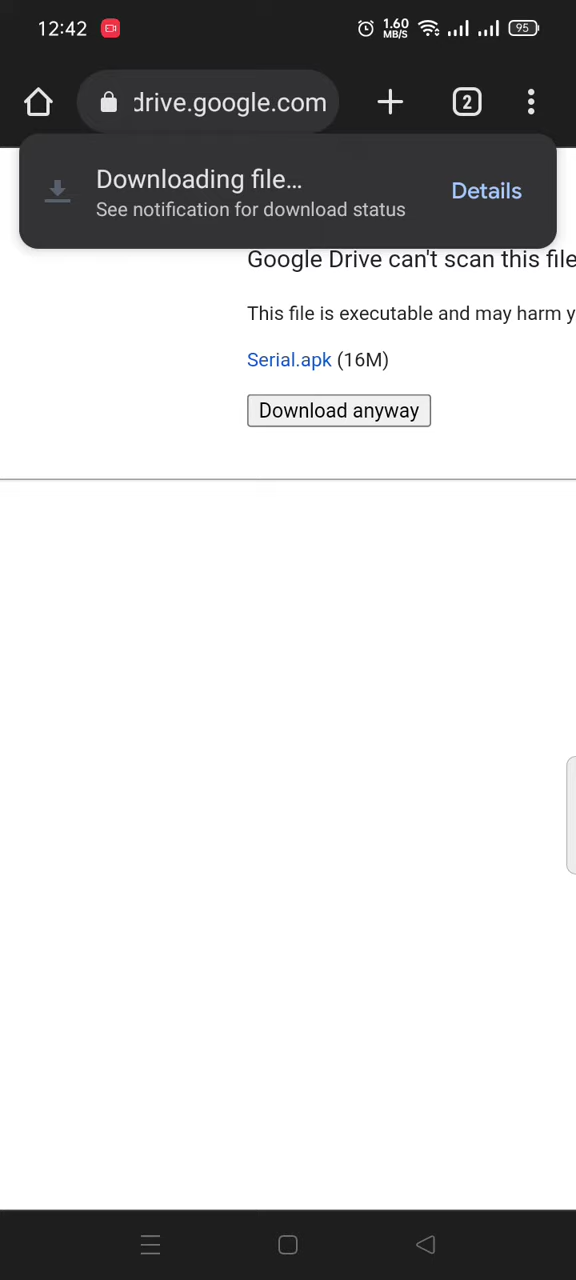 12:42
1.60
MB/S
95
drive.google.com
2
Downloading file...
See notification for download status
Details
Google Drive can't scan this file
This file is executable and may harm y
Serial.apk (16M)
Download anyway